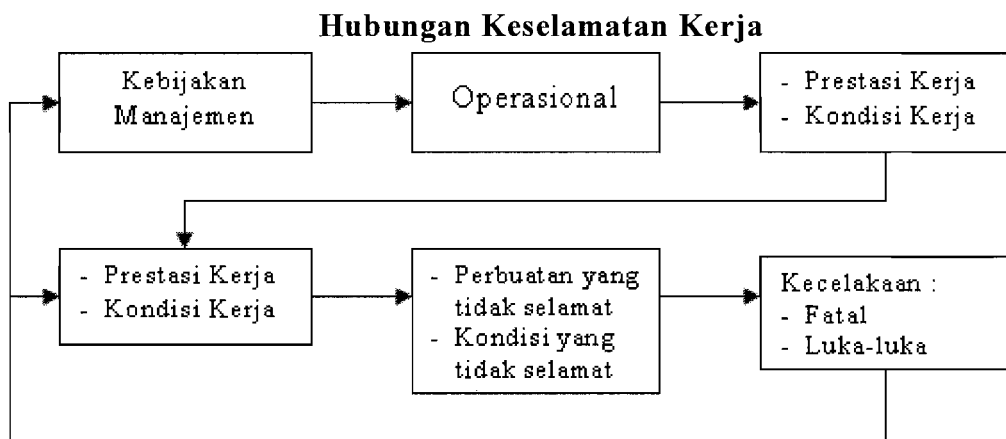 Hubungan Keselamatan Kerja
Kebijakan
Manajemen
Operasional
- Prestasi Kerja
- Kondisi Kerja
- Prestasi Kerja
- Kondisi Kerja
- Perbuatan yang
tidak selamat
- Kondisi yang
tidak selamat
Kecelakaan :
- Fatal
- Luka-luka